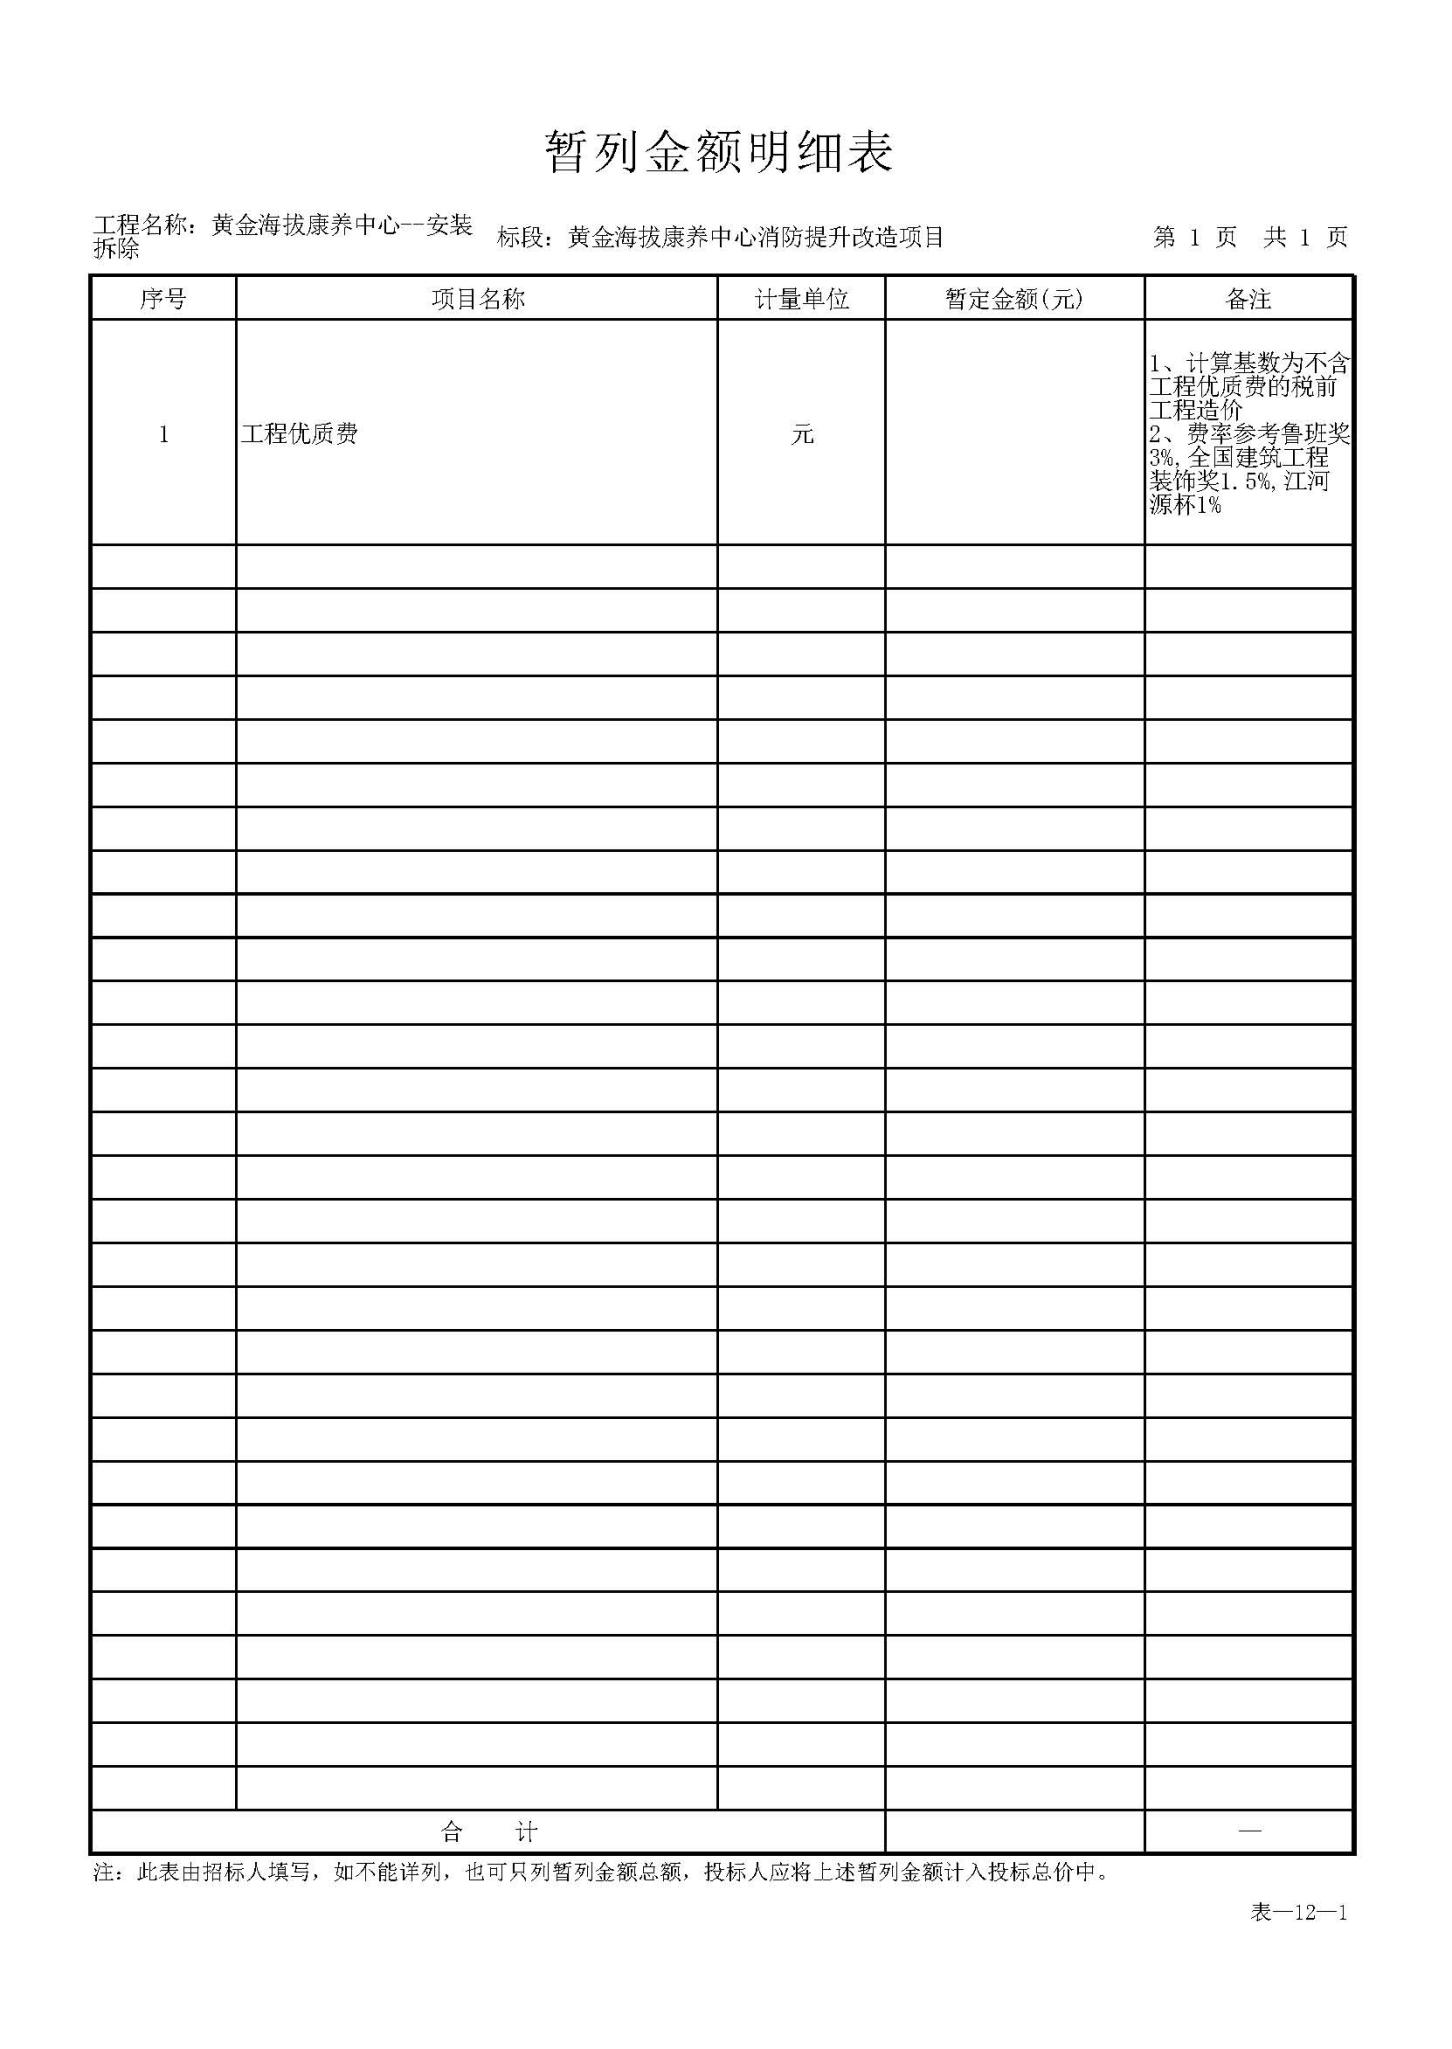 暂列金额明细表
工程名称：黄金海拔康养中心--安装
拆除
标段：黄金海拔康养中心消防提升改造项目
第 1 页 共 1 页
序号 项目名称 计量单位 暂定金额(元) 备注
1 工程优质费 元
1、计算基数为不含
工程优质费的税前
工程造价
2、费率参考鲁班奖
3%,全国建筑工程
装饰奖1.5%,江河
源杯1%
合 计 —
注：此表由招标人填写，如不能详列，也可只列暂列金额总额，投标人应将上述暂列金额计入投标总价中。
表—12—1